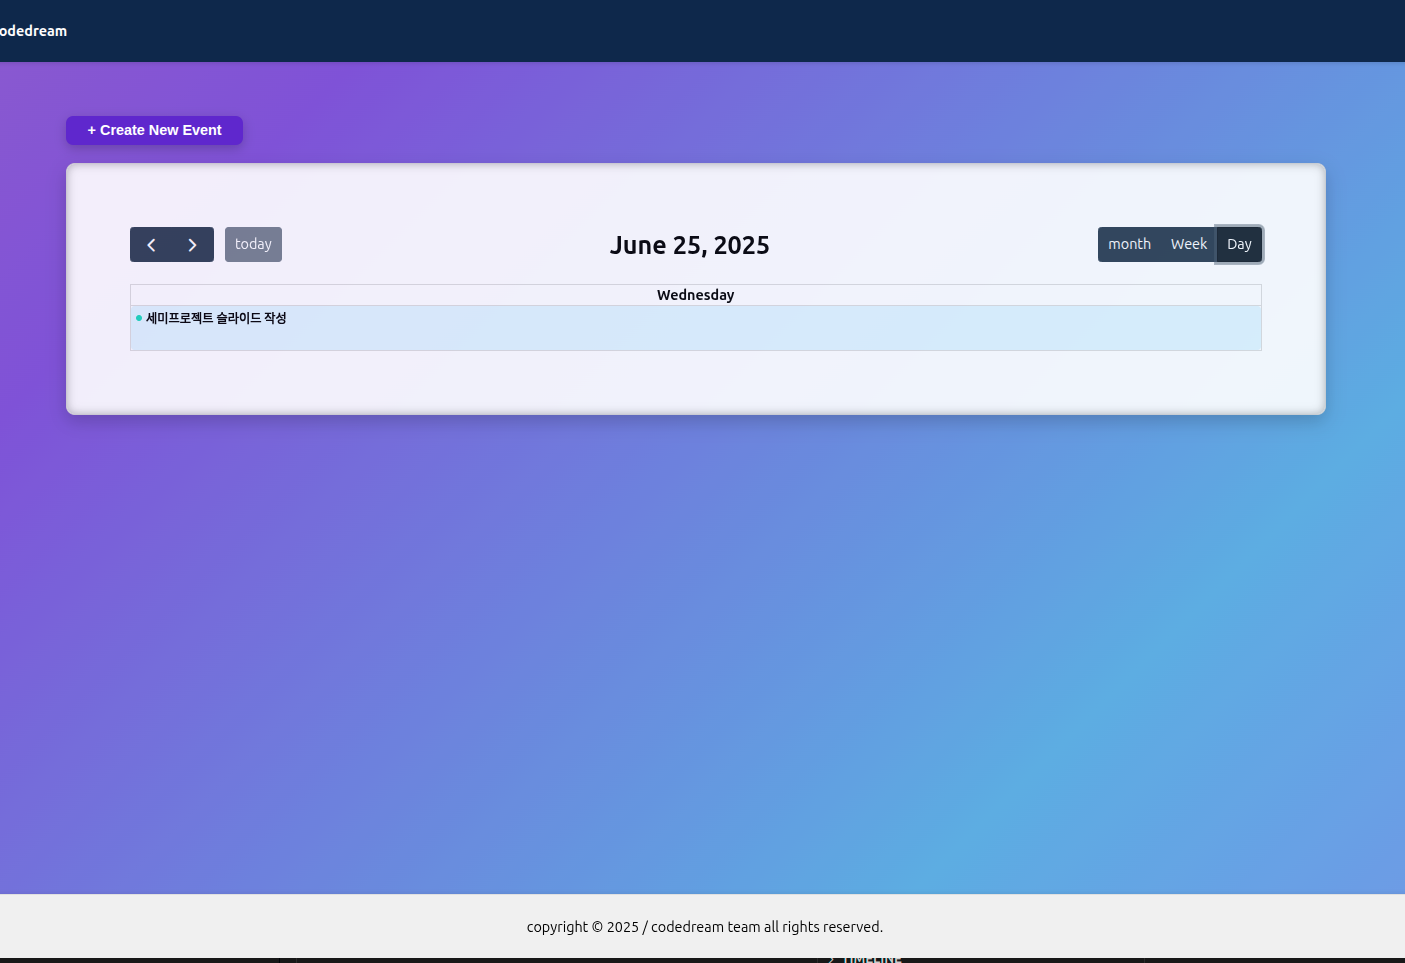 odedream
+ Create New Event
today
June 25, 2025
month Week Day
Wednesday
세미프로젝트 슬라이드 작성
copyright © 2025 / codedream team all rights reserved.
TIMELINE